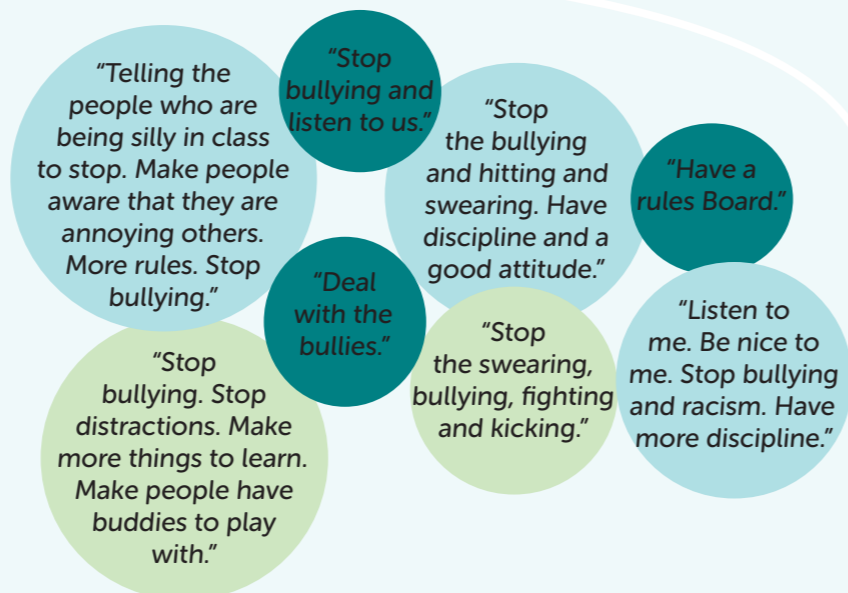 “Telling the
people who are
being silly in class
to stop. Make people
aware that they are
annoying others.
More rules. Stop
bullying.”
“Stop
bullying and
listen to us.”
“Stop
the bullying
and hitting and
swearing. Have
discipline and a
good attitude.”
“Have a
rules Board.”
“Deal
with the
bullies.”
“Stop
bullying. Stop
distractions. Make
more things to learn.
Make people have
buddies to play
with.”
“Stop
the swearing,
bullying, fighting
and kicking.”
“Listen to
me. Be nice to
me. Stop bullying
and racism. Have
more discipline.”